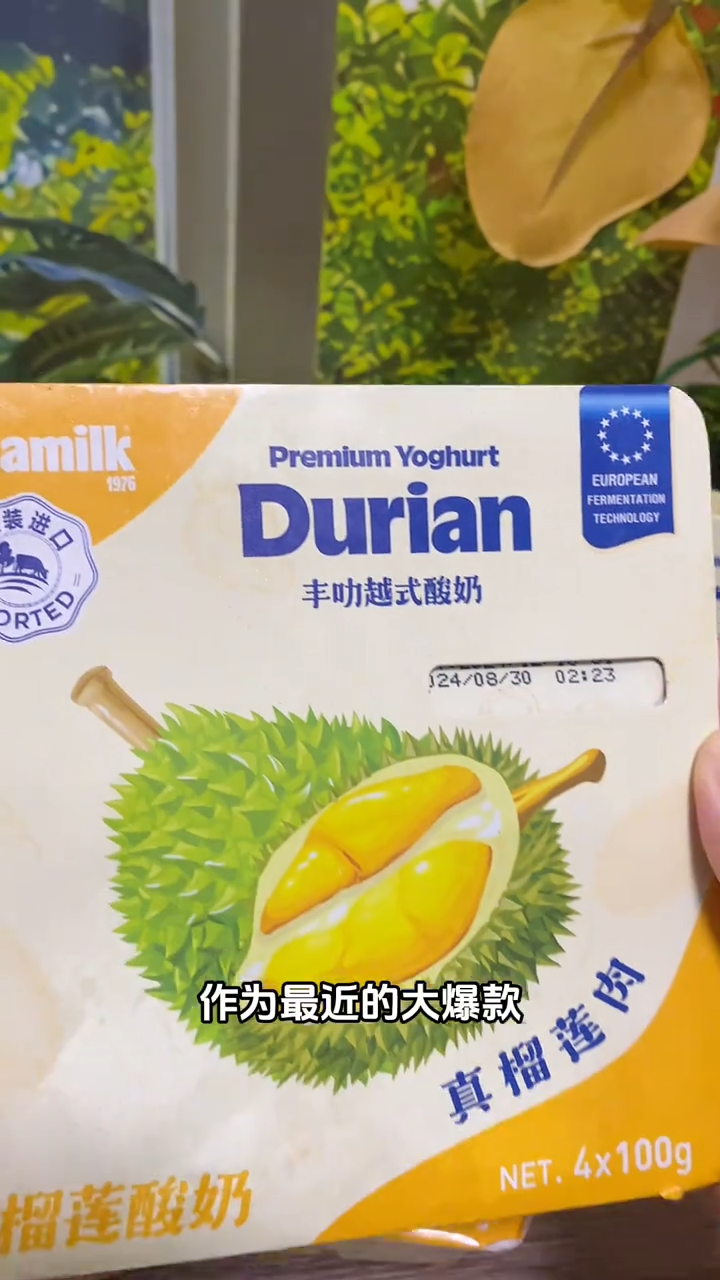 amilk
1976
装进口
ORTED
Premium Yoghurt
Durian
丰叻越式酸奶
EUROPEAN
FERMENTATION
TECHNOLOGY
024/08/30 02:23
作为最近的大爆款
真榴莲肉
榴莲酸奶
NET. 4x100g